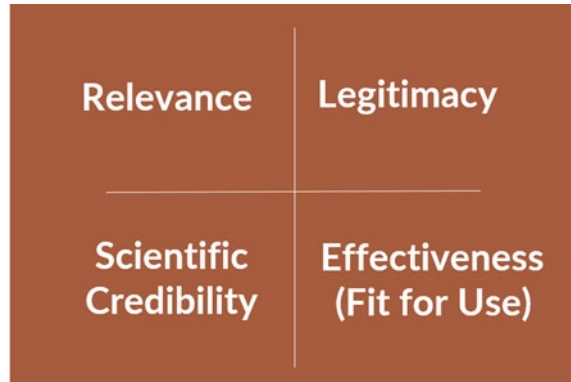 Relevance
Legitimacy
Scientific
Credibility
Effectiveness
(Fit for Use)